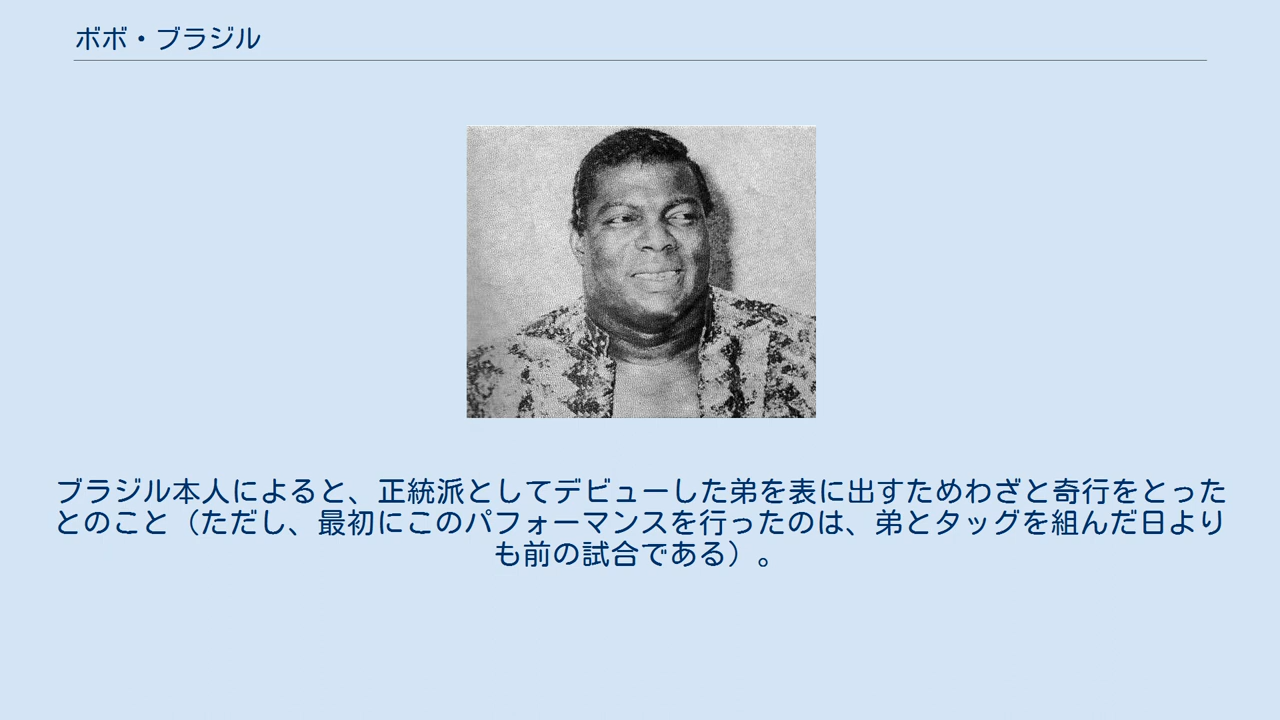 ボボ・ブラジル
ブラジル本人によると、正統派としてデビューした弟を表に出すためわざと奇行をとった
とのこと（ただし、最初にこのパフォーマンスを行ったのは、弟とタッグを組んだ日より
も前の試合である）。